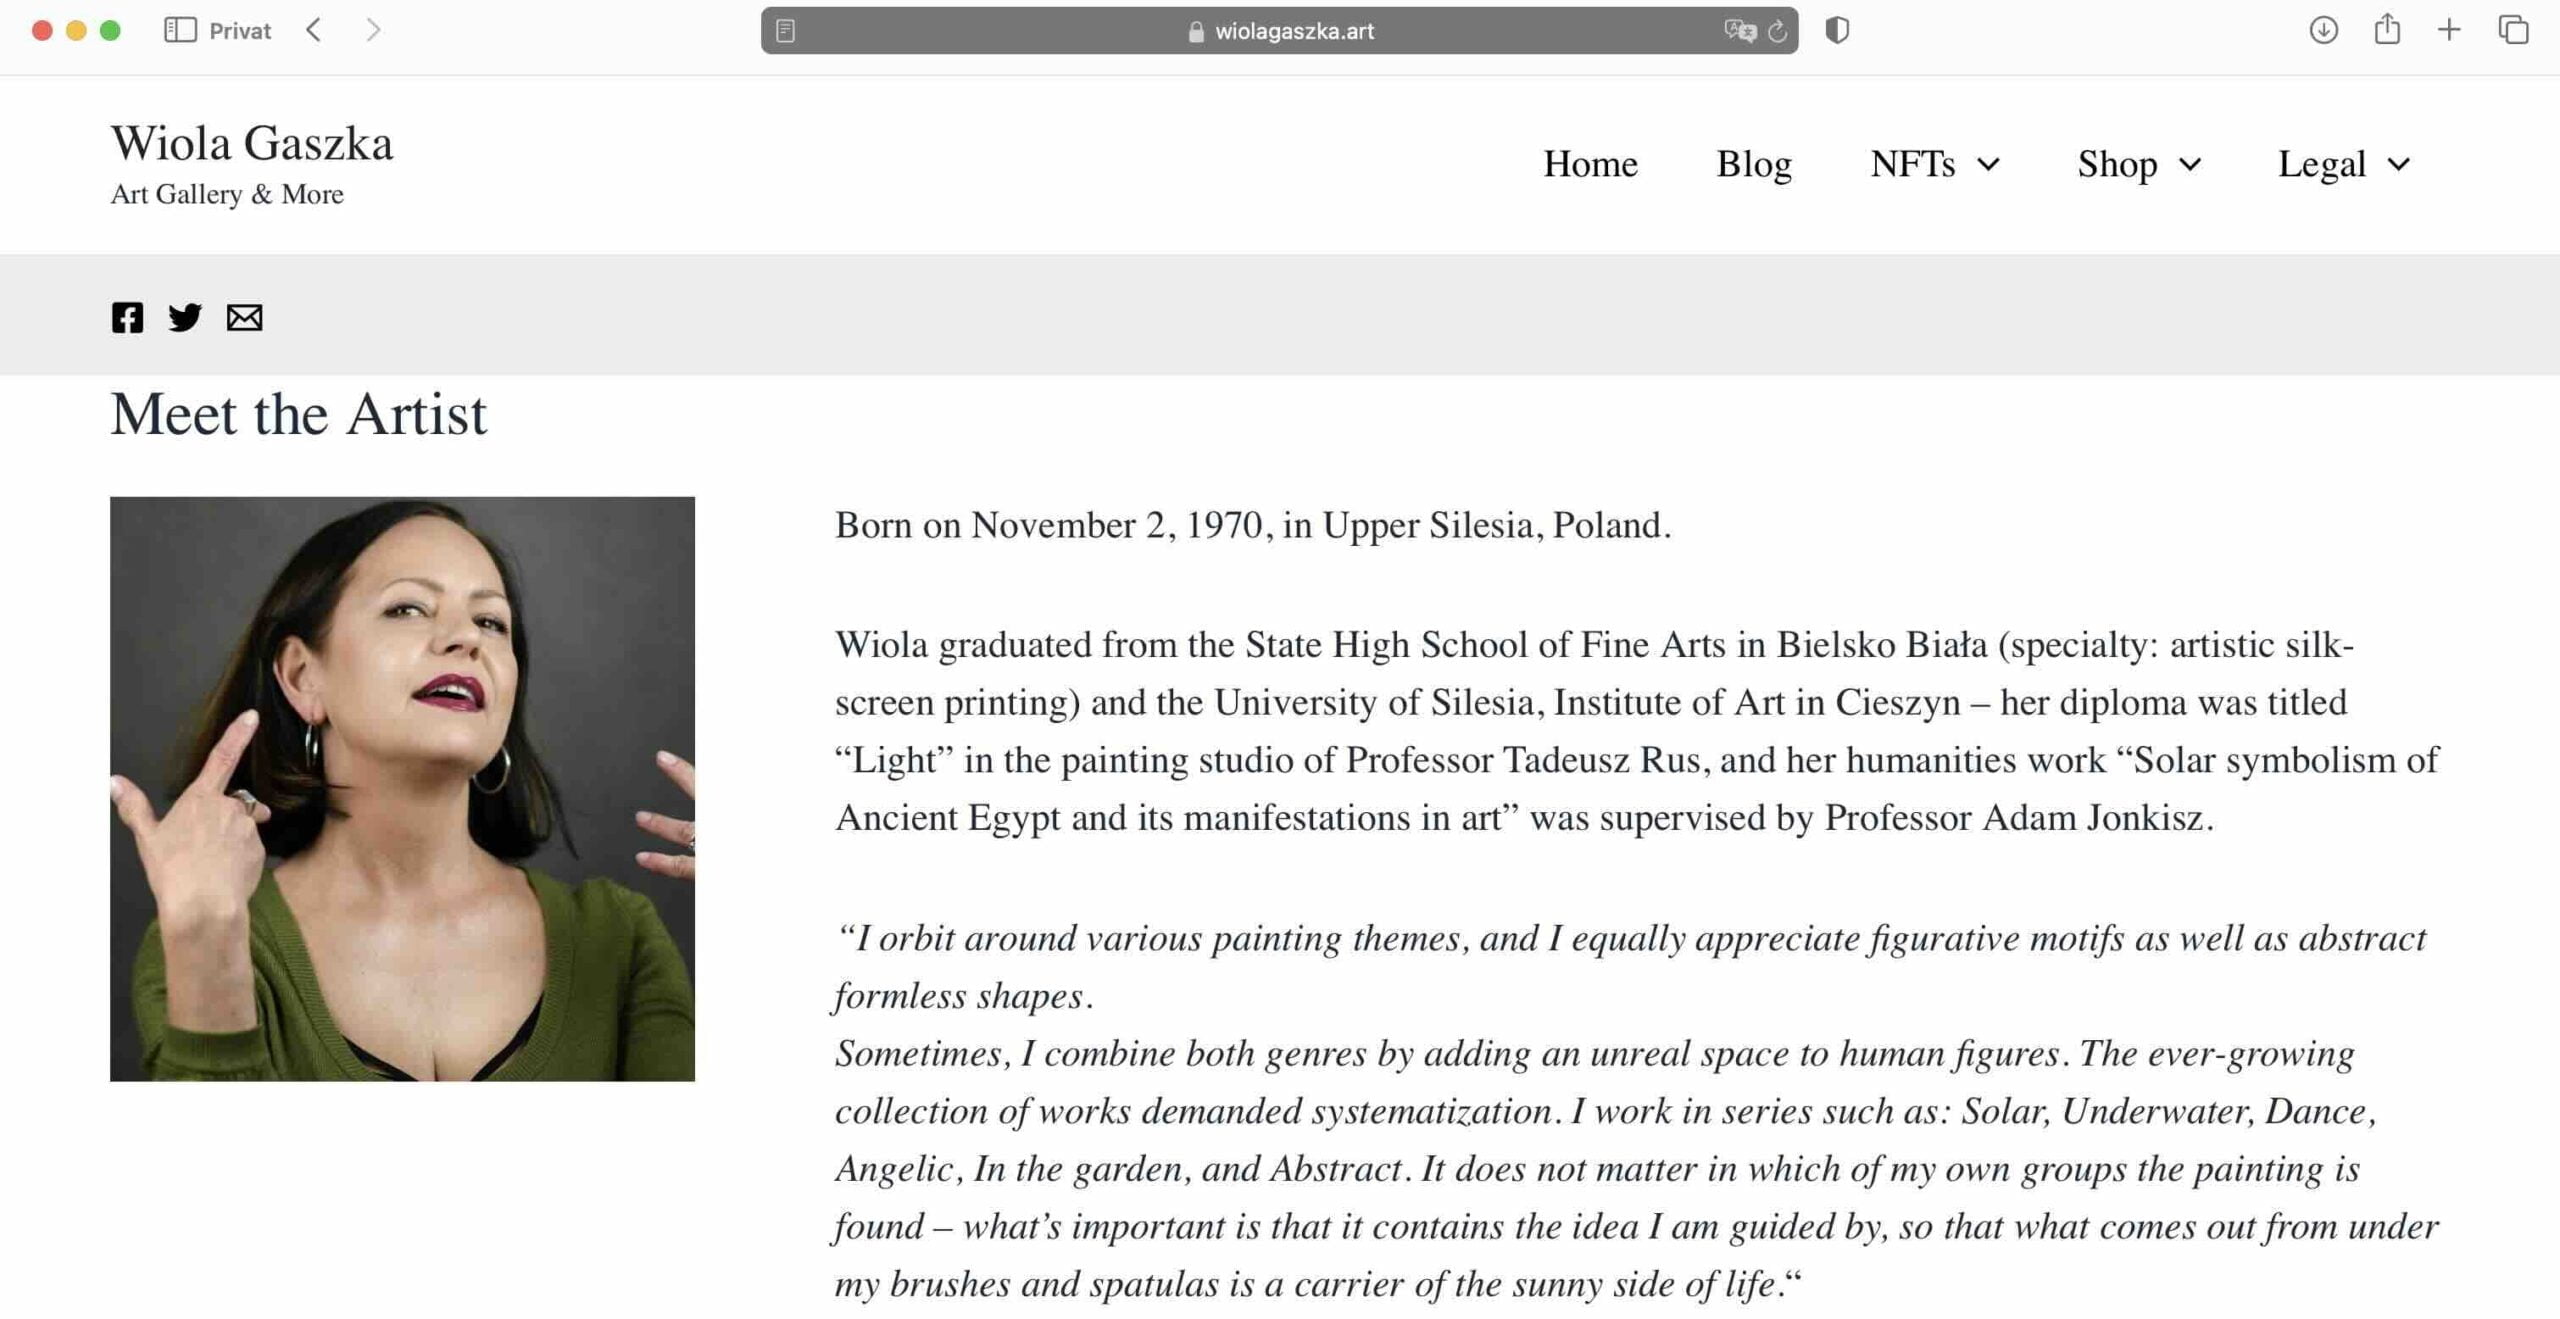 Privat
wiolagaszka.art
Wiola Gaszka
Art Gallery & More
Home Blog NFTs Shop Legal
Meet the Artist
Born on November 2, 1970, in Upper Silesia, Poland.
Wiola graduated from the State High School of Fine Arts in Bielsko Biała (specialty: artistic silk-
screen printing) and the University of Silesia, Institute of Art in Cieszyn – her diploma was titled
“Light” in the painting studio of Professor Tadeusz Rus, and her humanities work “Solar symbolism of
Ancient Egypt and its manifestations in art” was supervised by Professor Adam Jonkisz.
“I orbit around various painting themes, and I equally appreciate figurative motifs as well as abstract
formless shapes.
Sometimes, I combine both genres by adding an unreal space to human figures. The ever-growing
collection of works demanded systematization. I work in series such as: Solar, Underwater, Dance,
Angelic, In the garden, and Abstract. It does not matter in which of my own groups the painting is
found – what’s important is that it contains the idea I am guided by, so that what comes out from under
my brushes and spatulas is a carrier of the sunny side of life.“